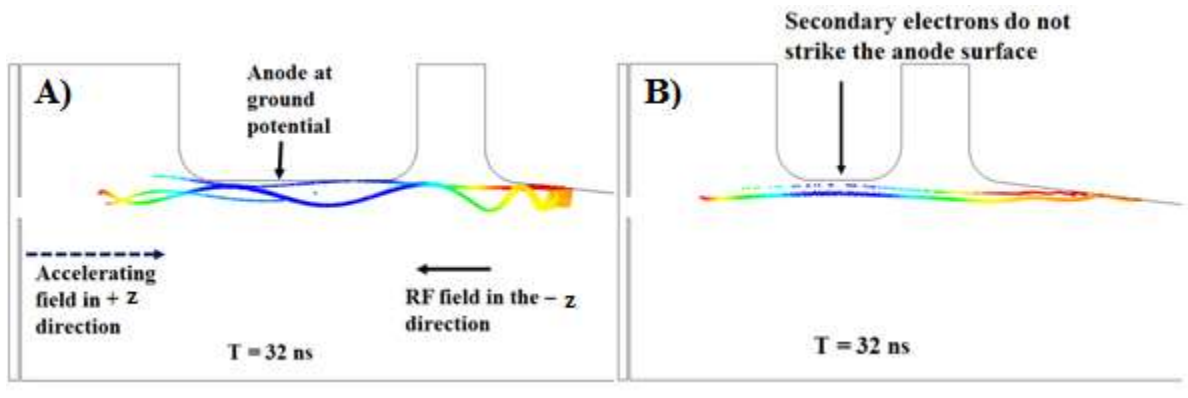 A)
Anode at
ground
potential
Accelerating
field in + z
direction
RF field in the − z
direction
T = 32 ns
Secondary electrons do not
strike the anode surface
B)
T = 32 ns